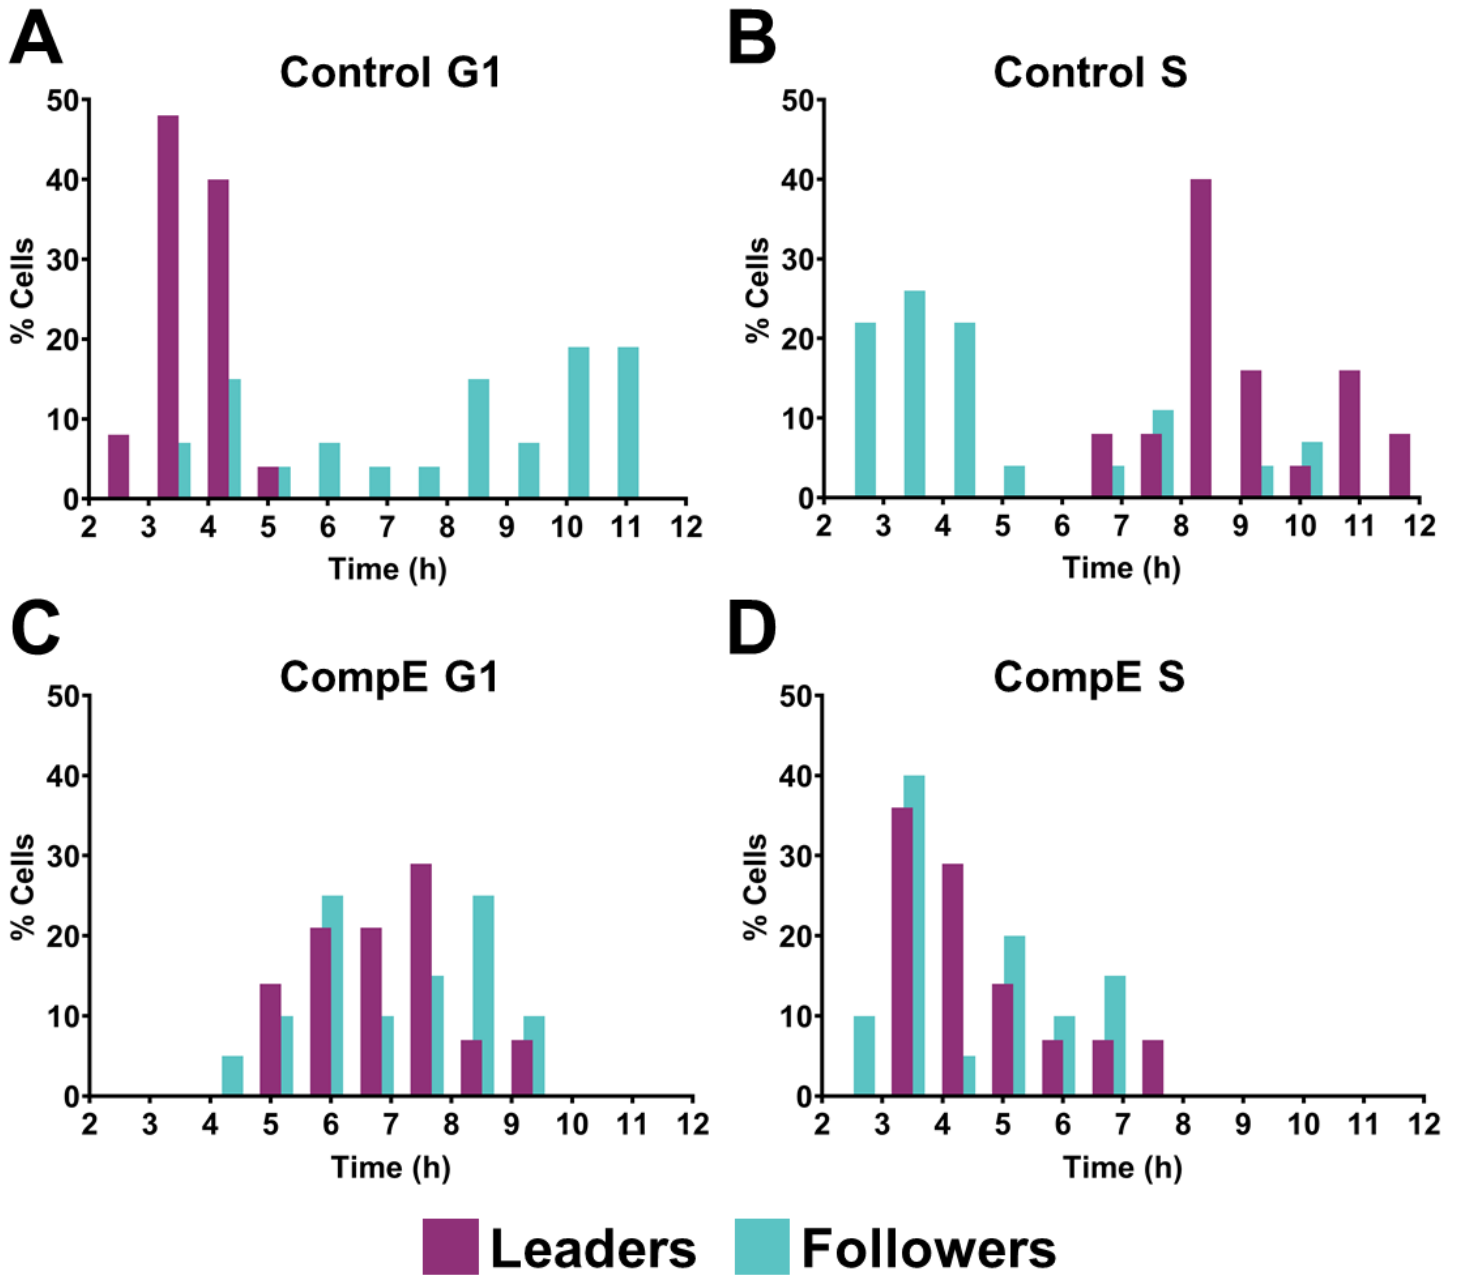 A
Control G1
50
40
30
20
10
0
% Cells
2 3 4 5 6 7 8 9 10 11 12
Time (h)
B
Control S
50
40
30
20
10
0
% Cells
2 3 4 5 6 7 8 9 10 11 12
Time (h)
C
CompE G1
50
40
30
20
10
0
% Cells
2 3 4 5 6 7 8 9 10 11 12
Time (h)
D
CompE S
50
40
30
20
10
0
% Cells
2 3 4 5 6 7 8 9 10 11 12
Time (h)
Leaders Followers